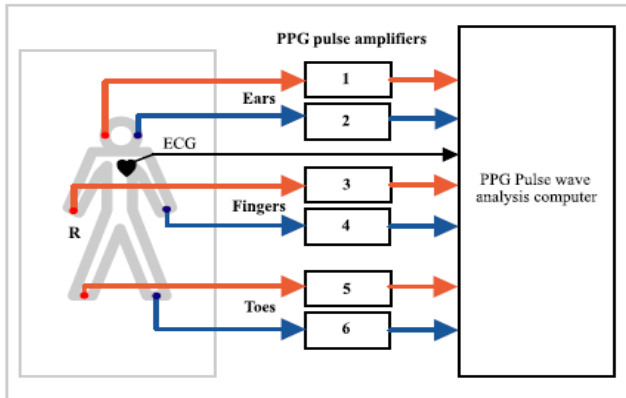 PPG pulse amplifiers
1
Ears
2
ECG
3
PPG Pulse wave
analysis computer
Fingers
4
R
5
Toes
6